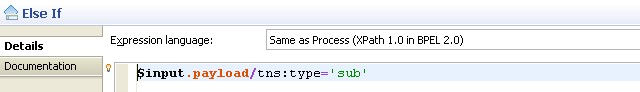 Else If
Details
Expression language: Same as Process (XPath 1.0 in BPEL 2.0)
Documentation
$input.payload/tns:type='sub'